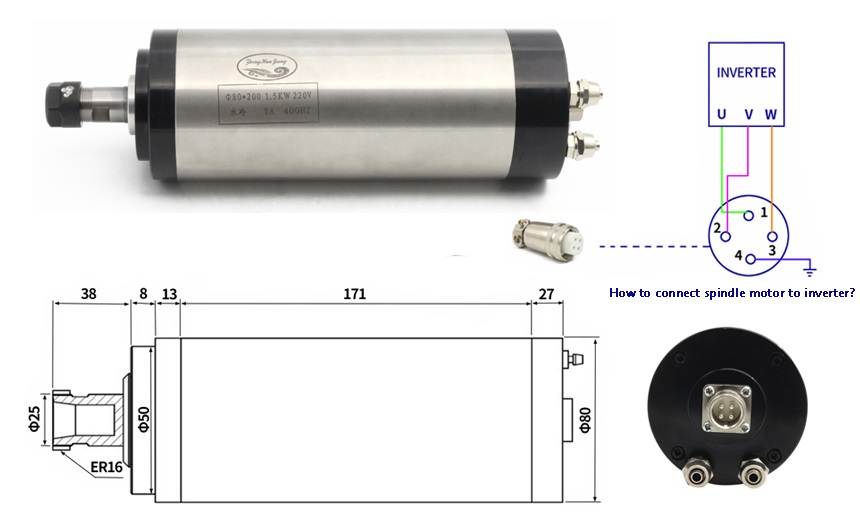 Φ80*200 1.5KW 220V
水冷 8A 400HZ
INVERTER
U V W
1
2
3
4
How to connect spindle motor to inverter?
38 8 13 171 27
Φ25
Φ50
Φ80
ER16